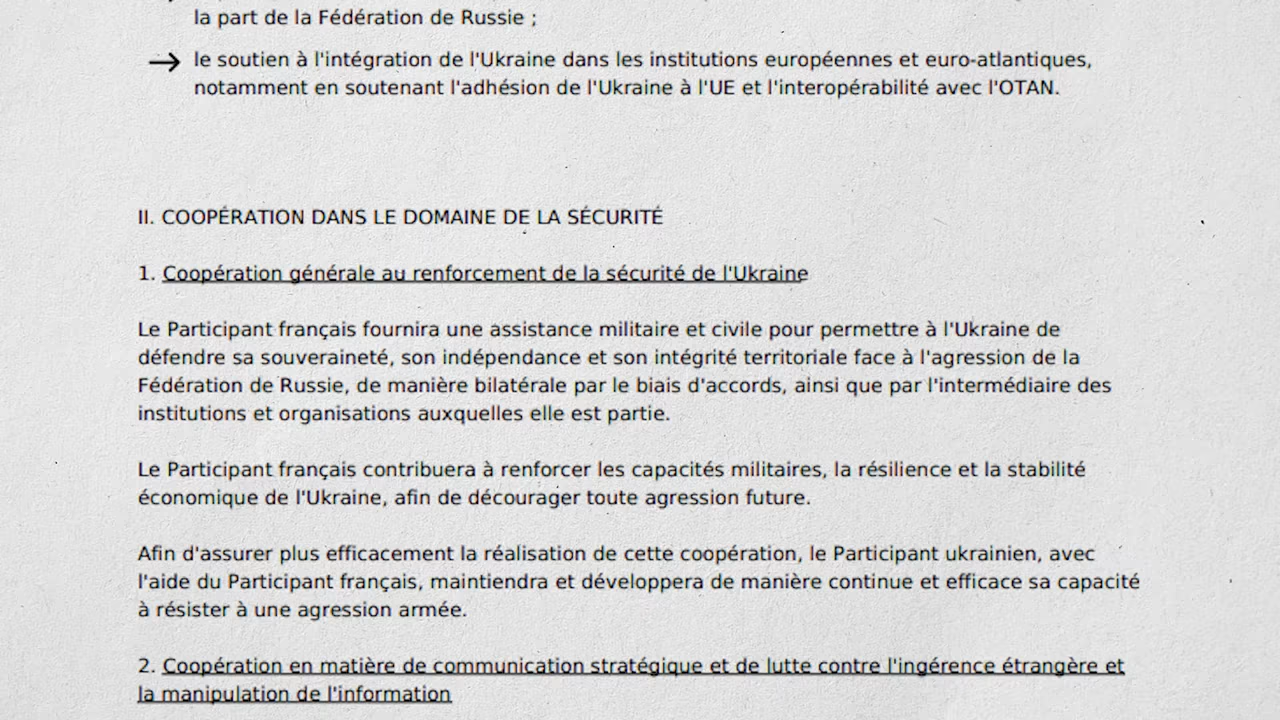 la part de la Fédération de Russie ;
→ le soutien à l'intégration de l'Ukraine dans les institutions européennes et euro-atlantiques,
notamment en soutenant l'adhésion de l'Ukraine à l'UE et l'interopérabilité avec l'OTAN.
II. COOPÉRATION DANS LE DOMAINE DE LA SÉCURITÉ
1. Coopération générale au renforcement de la sécurité de l'Ukraine
Le Participant français fournira une assistance militaire et civile pour permettre à l'Ukraine de
défendre sa souveraineté, son indépendance et son intégrité territoriale face à l'agression de la
Fédération de Russie, de manière bilatérale par le biais d'accords, ainsi que par l'intermédiaire des
institutions et organisations auxquelles elle est partie.
Le Participant français contribuera à renforcer les capacités militaires, la résilience et la stabilité
économique de l'Ukraine, afin de décourager toute agression future.
Afin d'assurer plus efficacement la réalisation de cette coopération, le Participant ukrainien, avec
l'aide du Participant français, maintiendra et développera de manière continue et efficace sa capacité
à résister à une agression armée.
2. Coopération en matière de communication stratégique et de lutte contre l'ingérence étrangère et
la manipulation de l'information